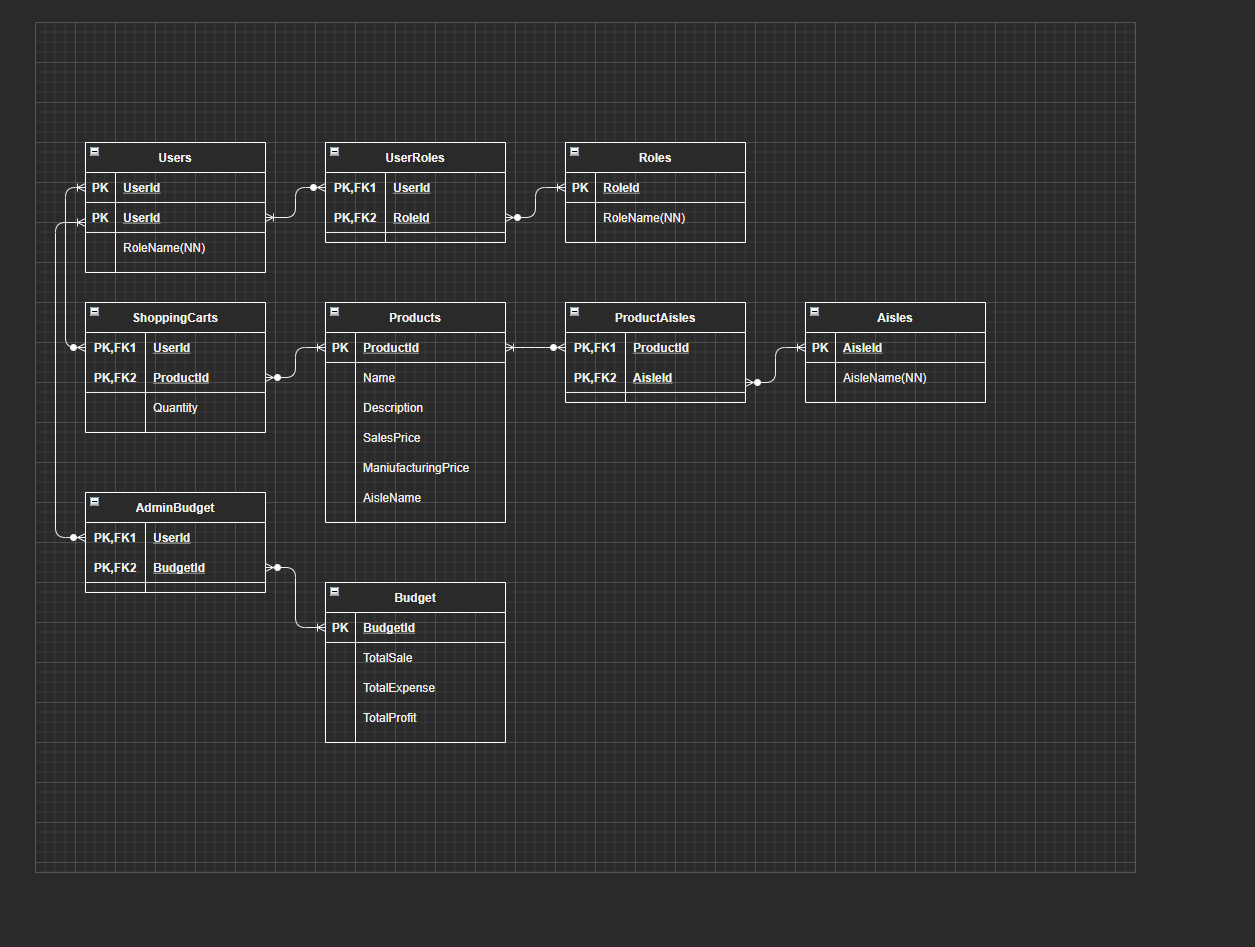 Users
PK UserId
PK UserId
RoleName(NN)
UserRoles
PK,FK1 UserId
PK,FK2 RoleId
Roles
PK RoleId
RoleName(NN)
ShoppingCarts
PK,FK1 UserId
PK,FK2 ProductId
Quantity
Products
PK ProductId
Name
Description
SalesPrice
ManiufacturingPrice
AisleName
ProductAisles
PK,FK1 ProductId
PK,FK2 AisleId
Aisles
PK AisleId
AisleName(NN)
AdminBudget
PK,FK1 UserId
PK,FK2 BudgetId
Budget
PK BudgetId
TotalSale
TotalExpense
TotalProfit